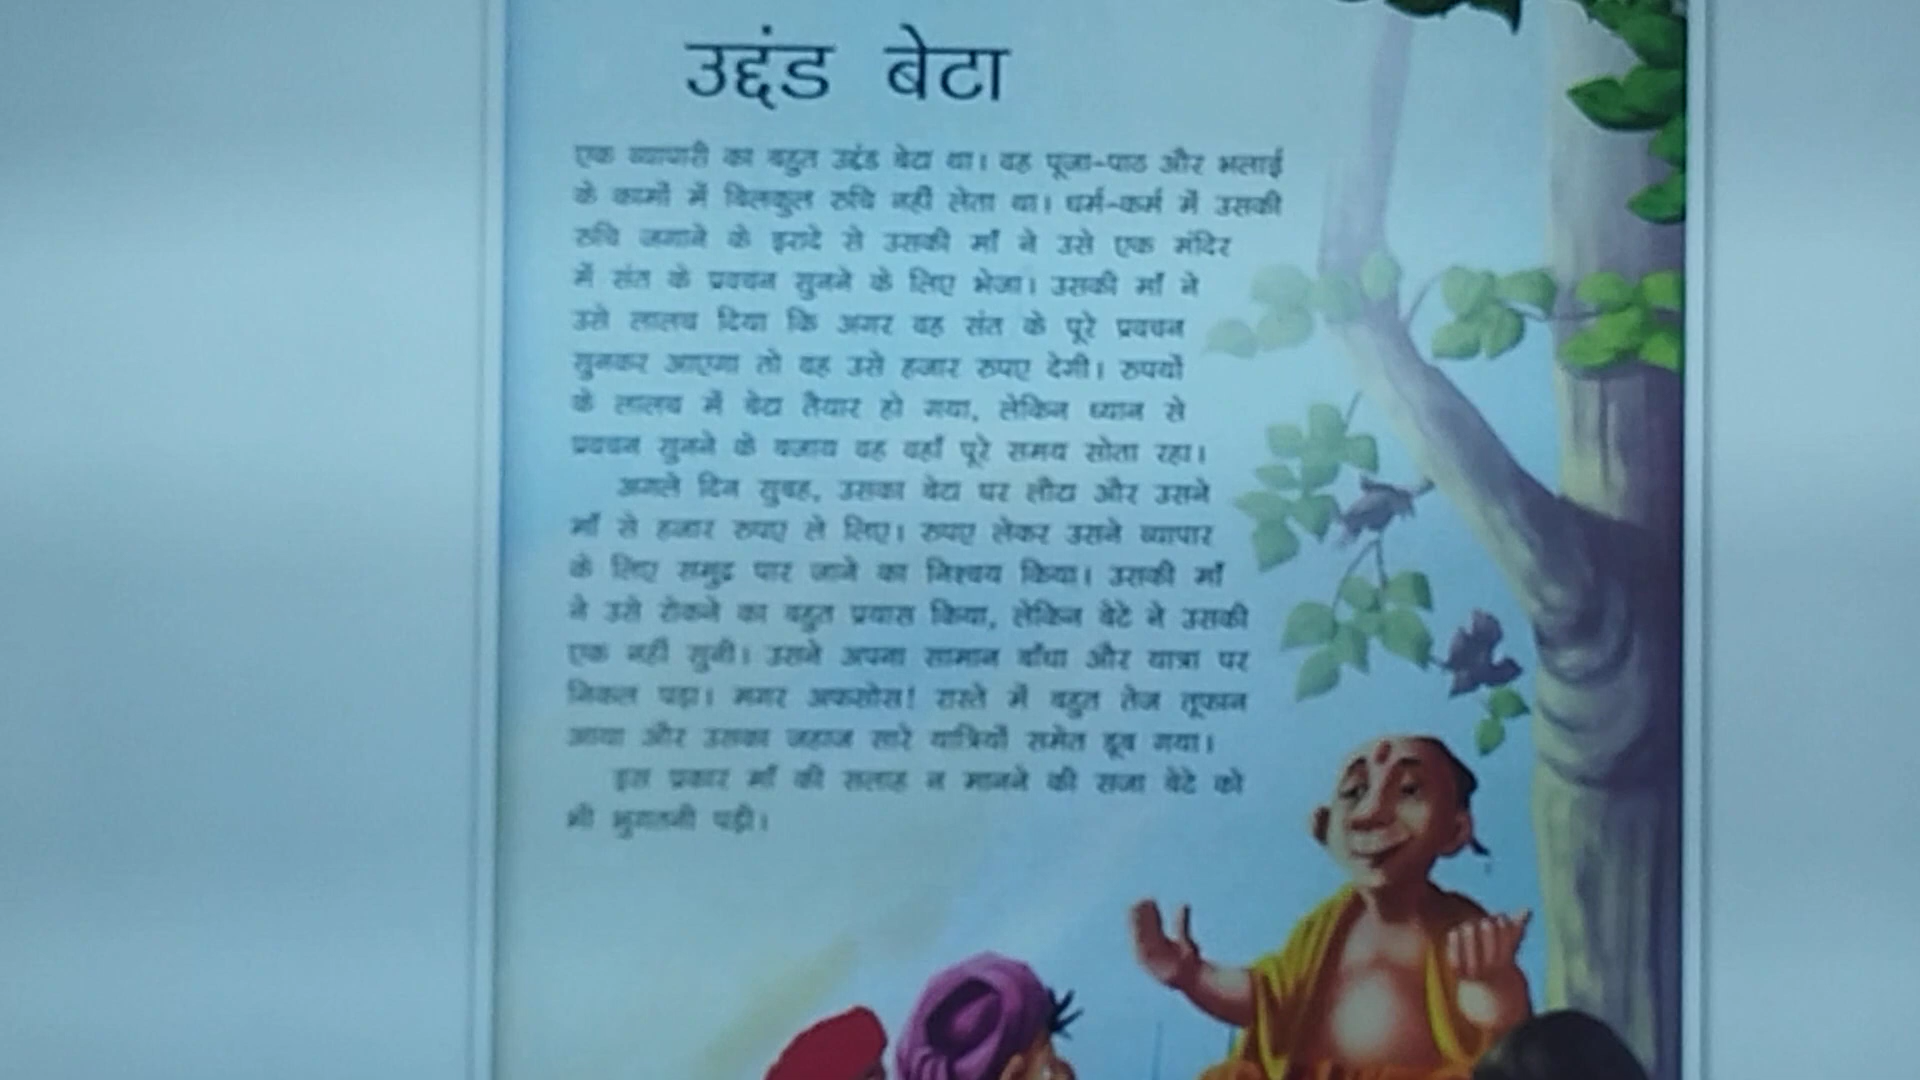 उद्दंड बेटा
एक व्यापारी का बहुत उद्दंड बेटा था। वह पूजा-पाठ और भलाई
के कामों में बिलकुल रुचि नहीं लेता था। धर्म-कर्म में उसकी
रुचि जगाने के इरादे से उसकी माँ ने उसे एक मंदिर
में संत के प्रवचन सुनने के लिए भेजा। उसकी माँ ने
उसे लालच दिया कि अगर वह संत के पूरे प्रवचन
सुनकर आएगा तो वह उसे हजार रुपए देगी। रुपयों
के लालच में बेटा तैयार हो गया, लेकिन ध्यान से
प्रवचन सुनने के बजाय वह वहाँ पूरे समय सोता रहा।
अगले दिन सुबह, उसका बेटा घर लौटा और उसने
माँ से हजार रुपए ले लिए। रुपए लेकर उसने व्यापार
के लिए समुद्र पार जाने का निश्चय किया। उसकी माँ
ने उसे रोकने का बहुत प्रयास किया, लेकिन बेटे ने उसकी
एक नहीं सुनी। उसने अपना सामान बाँधा और यात्रा पर
निकल पड़ा। मगर अफसोस! रास्ते में बहुत तेज तूफान
आया और उसका जहाज सारे यात्रियों समेत डूब गया।
इस प्रकार माँ की सलाह न मानने की सजा बेटे को
भी भुगतनी पड़ी।